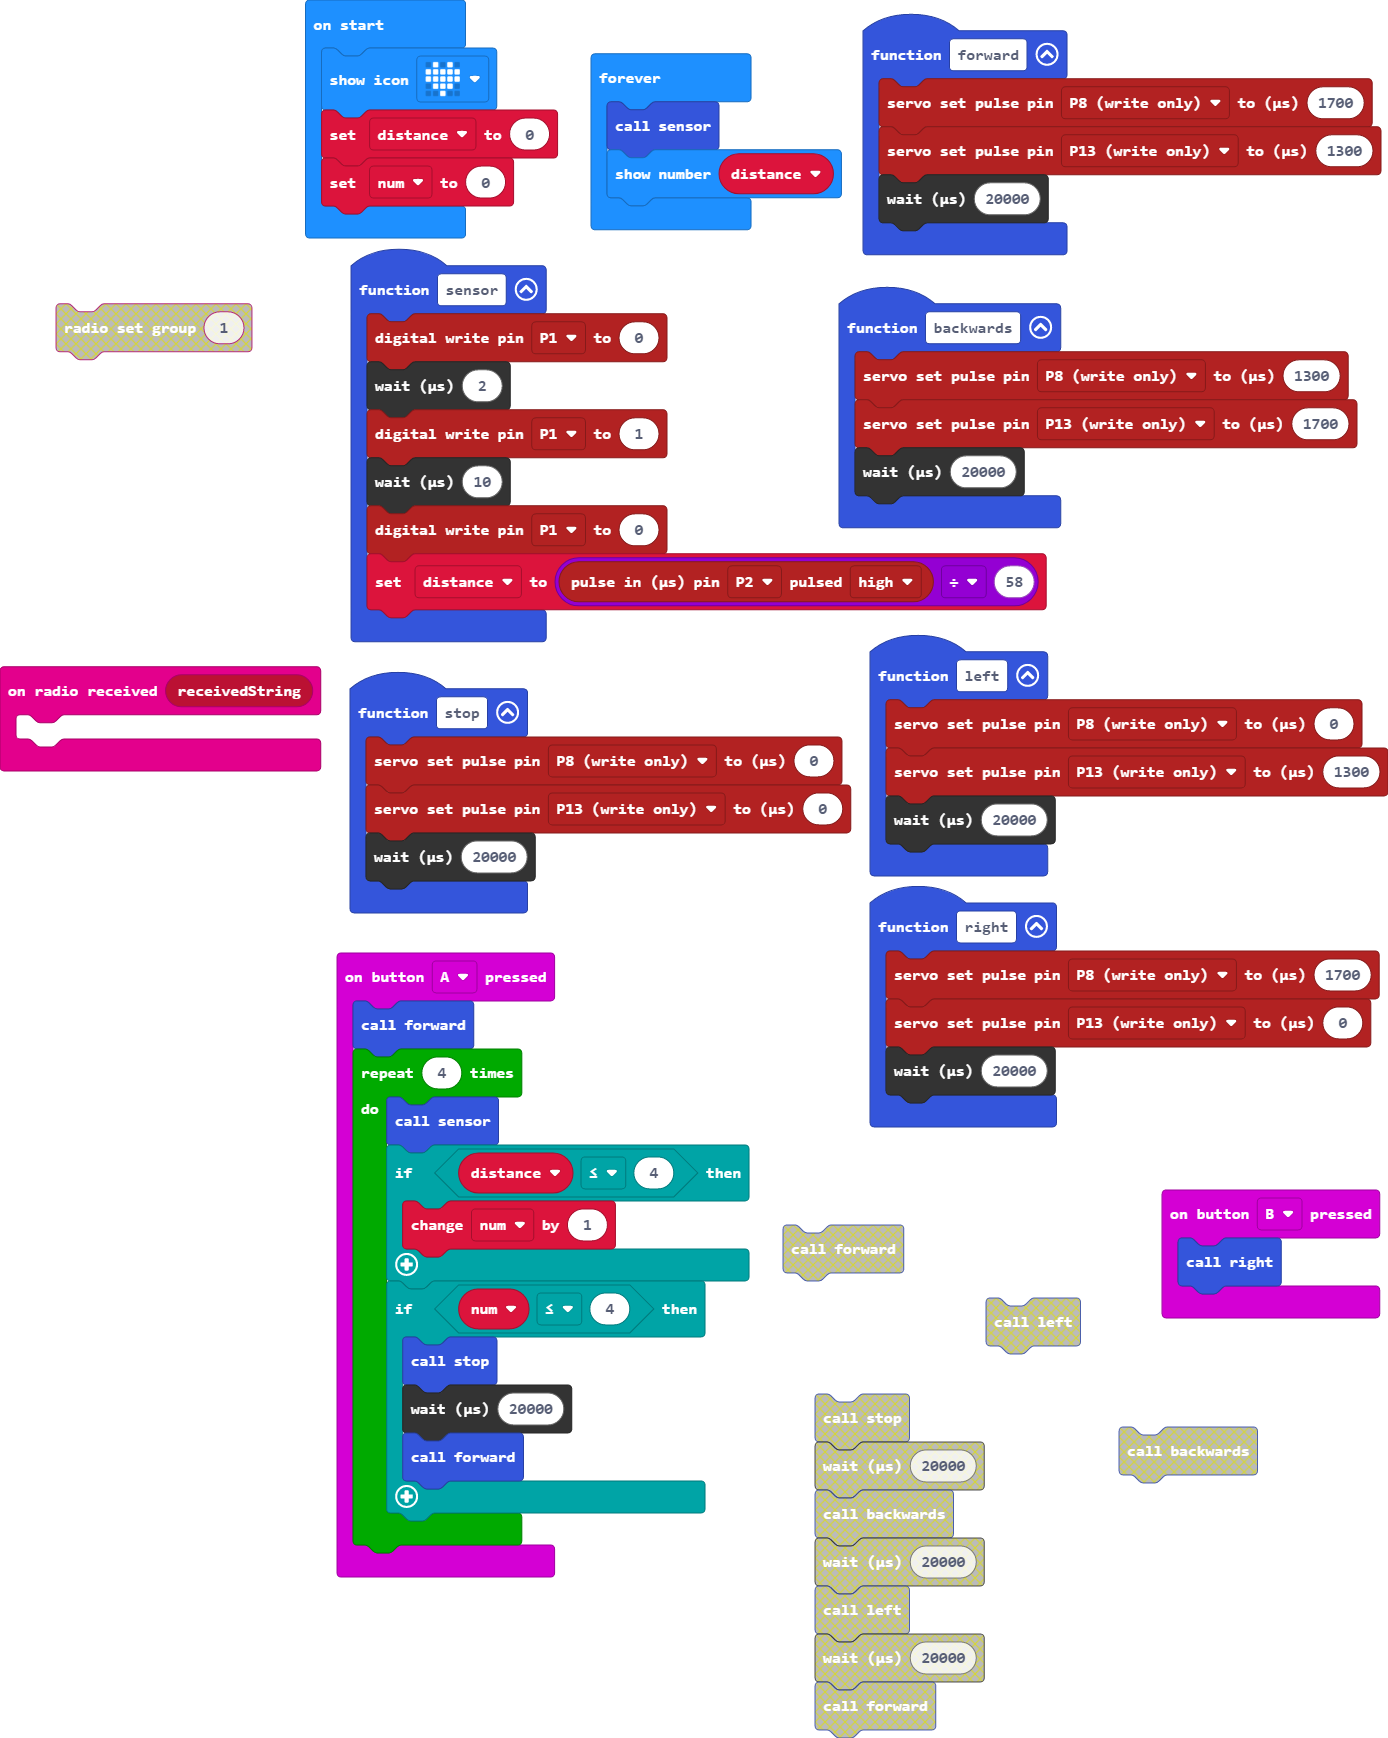 on start
show icon
set distance to 0
set num to 0
forever
call sensor
show number distance
function forward
servo set pulse pin P8 (write only) to (µs) 1700
servo set pulse pin P13 (write only) to (µs) 1300
wait (µs) 20000
radio set group 1
function sensor
digital write pin P1 to 0
wait (µs) 2
digital write pin P1 to 1
wait (µs) 10
digital write pin P1 to 0
set distance to pulse in (µs) pin P2 pulsed high ÷ 58
function backwards
servo set pulse pin P8 (write only) to (µs) 1300
servo set pulse pin P13 (write only) to (µs) 1700
wait (µs) 20000
on radio received receivedString
function stop
servo set pulse pin P8 (write only) to (µs) 0
servo set pulse pin P13 (write only) to (µs) 0
wait (µs) 20000
function left
servo set pulse pin P8 (write only) to (µs) 0
servo set pulse pin P13 (write only) to (µs) 1300
wait (µs) 20000
function right
servo set pulse pin P8 (write only) to (µs) 1700
servo set pulse pin P13 (write only) to (µs) 0
wait (µs) 20000
on button A pressed
call forward
repeat 4 times
do
call sensor
if distance ≤ 4 then
change num by 1
if num ≤ 4 then
call stop
wait (µs) 20000
call forward
call forward
call left
on button B pressed
call right
call stop
wait (µs) 20000
call backwards
wait (µs) 20000
call left
wait (µs) 20000
call forward
call backwards